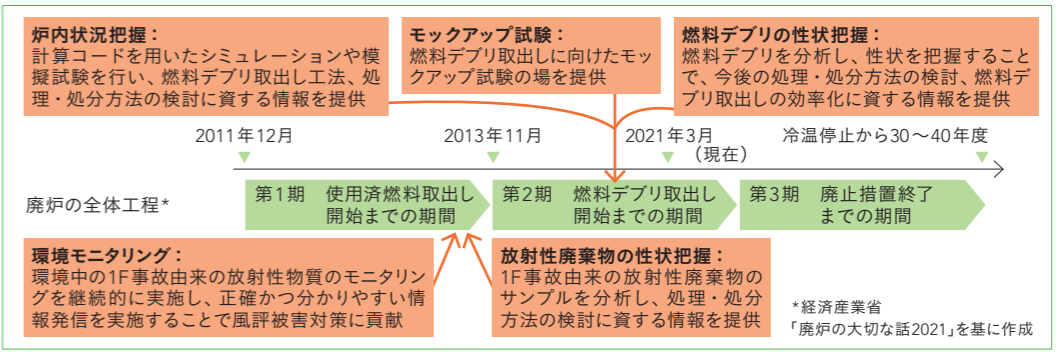 炉内状況把握：
計算コードを用いたシミュレーションや模
擬試験を行い、燃料デブリ取出し工法、処
理・処分方法の検討に資する情報を提供
モックアップ試験：
燃料デブリ取出しに向けたモッ
クアップ試験の場を提供
燃料デブリの性状把握：
燃料デブリを分析し、性状を把握すること
で、今後の処理・処分方法の検討、燃料デ
ブリ取出しの効率化に資する情報を提供
2011年12月
2013年11月
2021年3月
（現在）
冷温停止から30～40年度
廃炉の全体工程*
第1期　使用済燃料取出し
開始までの期間
第2期　燃料デブリ取出し
開始までの期間
第3期　廃止措置終了
までの期間
環境モニタリング：
環境中の1F事故由来の放射性物質のモニタリン
グを継続的に実施し、正確かつ分かりやすい情
報発信を実施することで風評被害対策に貢献
放射性廃棄物の性状把握：
1F事故由来の放射性廃棄物の
サンプルを分析し、処理・処分
方法の検討に資する情報を提供
*経済産業省
「廃炉の大切な話2021」を基に作成